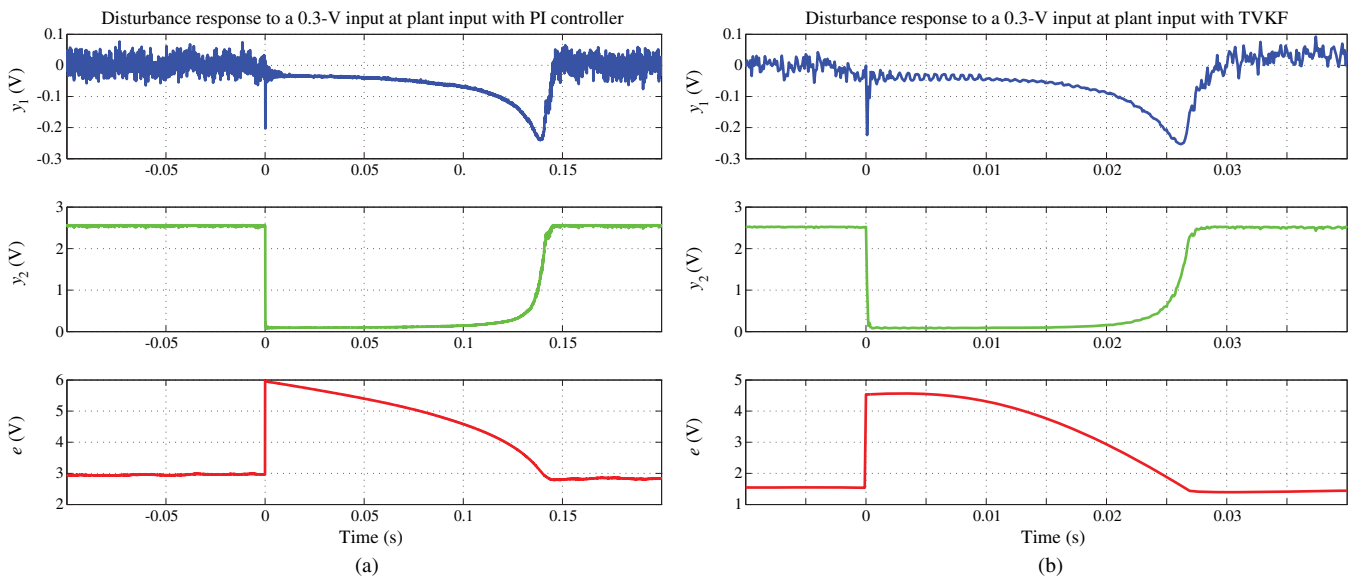 Disturbance response to a 0.3-V input at plant input with PI controller
0.1
0
-0.1
-0.2
-0.3
y1 (V)
-0.05 0 0.05 0. 0.15
3
2
1
0
y2 (V)
-0.05 0 0.05 0.1 0.15
6
5
4
3
2
e (V)
-0.05 0 0.05 0.1 0.15
Time (s)
(a)
Disturbance response to a 0.3-V input at plant input with TVKF
0.1
0
-0.1
-0.2
-0.3
y1 (V)
0 0.01 0.02 0.03
3
2
1
0
y2 (V)
0 0.01 0.02 0.03
5
4
3
2
1
e (V)
0 0.01 0.02 0.03
Time (s)
(b)